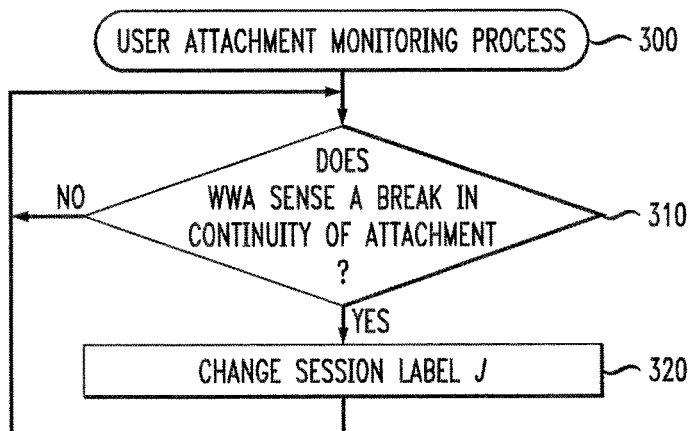 USER ATTACHMENT MONITORING PROCESS
300
DOES
WWA SENSE A BREAK IN
CONTINUITY OF ATTACHMENT
?
310
NO
YES
CHANGE SESSION LABEL J
320